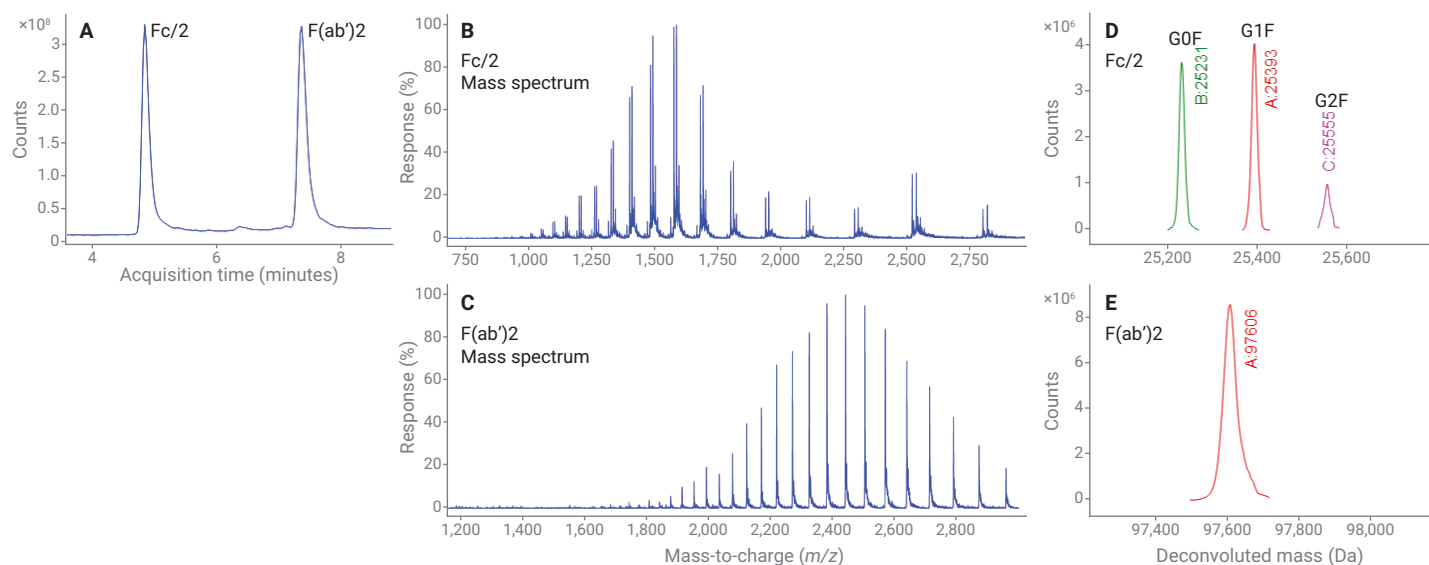 ×10⁸
A
Fc/2
F(ab’)2
3
2.5
2.0
1.5
1.0
0.5
0
Counts
4
6
8
Acquisition time (minutes)
B
Fc/2
Mass spectrum
100
80
60
40
20
0
Response (%)
750
1,000
1,250
1,500
1,750
2,000
2,250
2,500
2,750
C
F(ab’)2
Mass spectrum
100
80
60
40
20
0
Response (%)
1,200
1,400
1,600
1,800
2,000
2,200
2,400
2,600
2,800
Mass-to-charge (m/z)
×10⁶
D
Fc/2
G0F
B:25231
G1F
A:25393
G2F
C:25555
4
3
2
1
0
Counts
25,200
25,400
25,600
×10⁶
E
F(ab’)2
A:97606
8
6
4
2
0
Counts
97,400
97,600
97,800
98,000
Deconvoluted mass (Da)